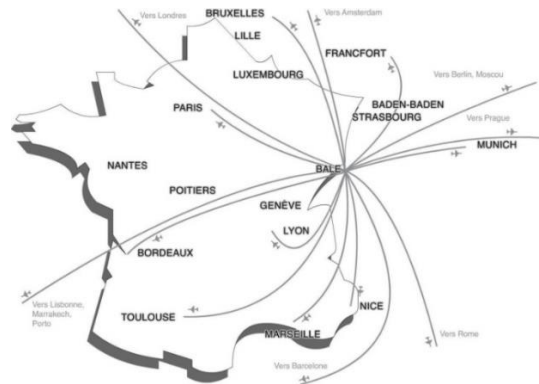 Vers Londres
BRUXELLES
Vers Amsterdam
LILLE
FRANCFORT
LUXEMBOURG
Vers Berlin, Moscou
PARIS
BADEN-BADEN
STRASBOURG
Vers Prague
MUNICH
NANTES
BALE
POITIERS
GENÈVE
LYON
BORDEAUX
Vers Lisbonne,
Marrakech,
Porto
TOULOUSE
NICE
MARSEILLE
Vers Rome
Vers Barcelone